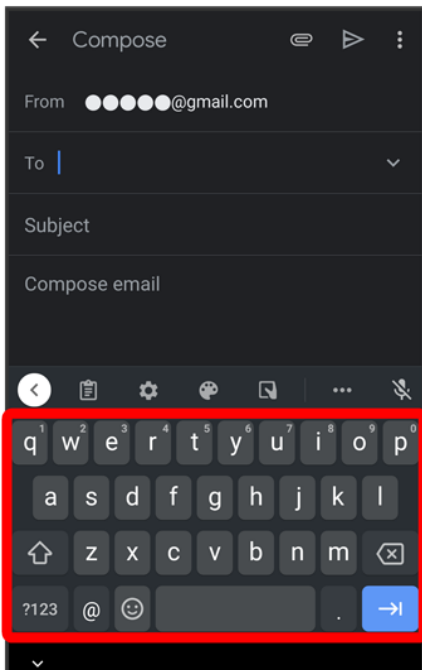 Compose
From ●●●●●@gmail.com
To
Subject
Compose email
q1 w2 e3 r4 t5 y6 u7 i8 o9 p0
a s d f g h j k l
z x c v b n m
?123 @ .